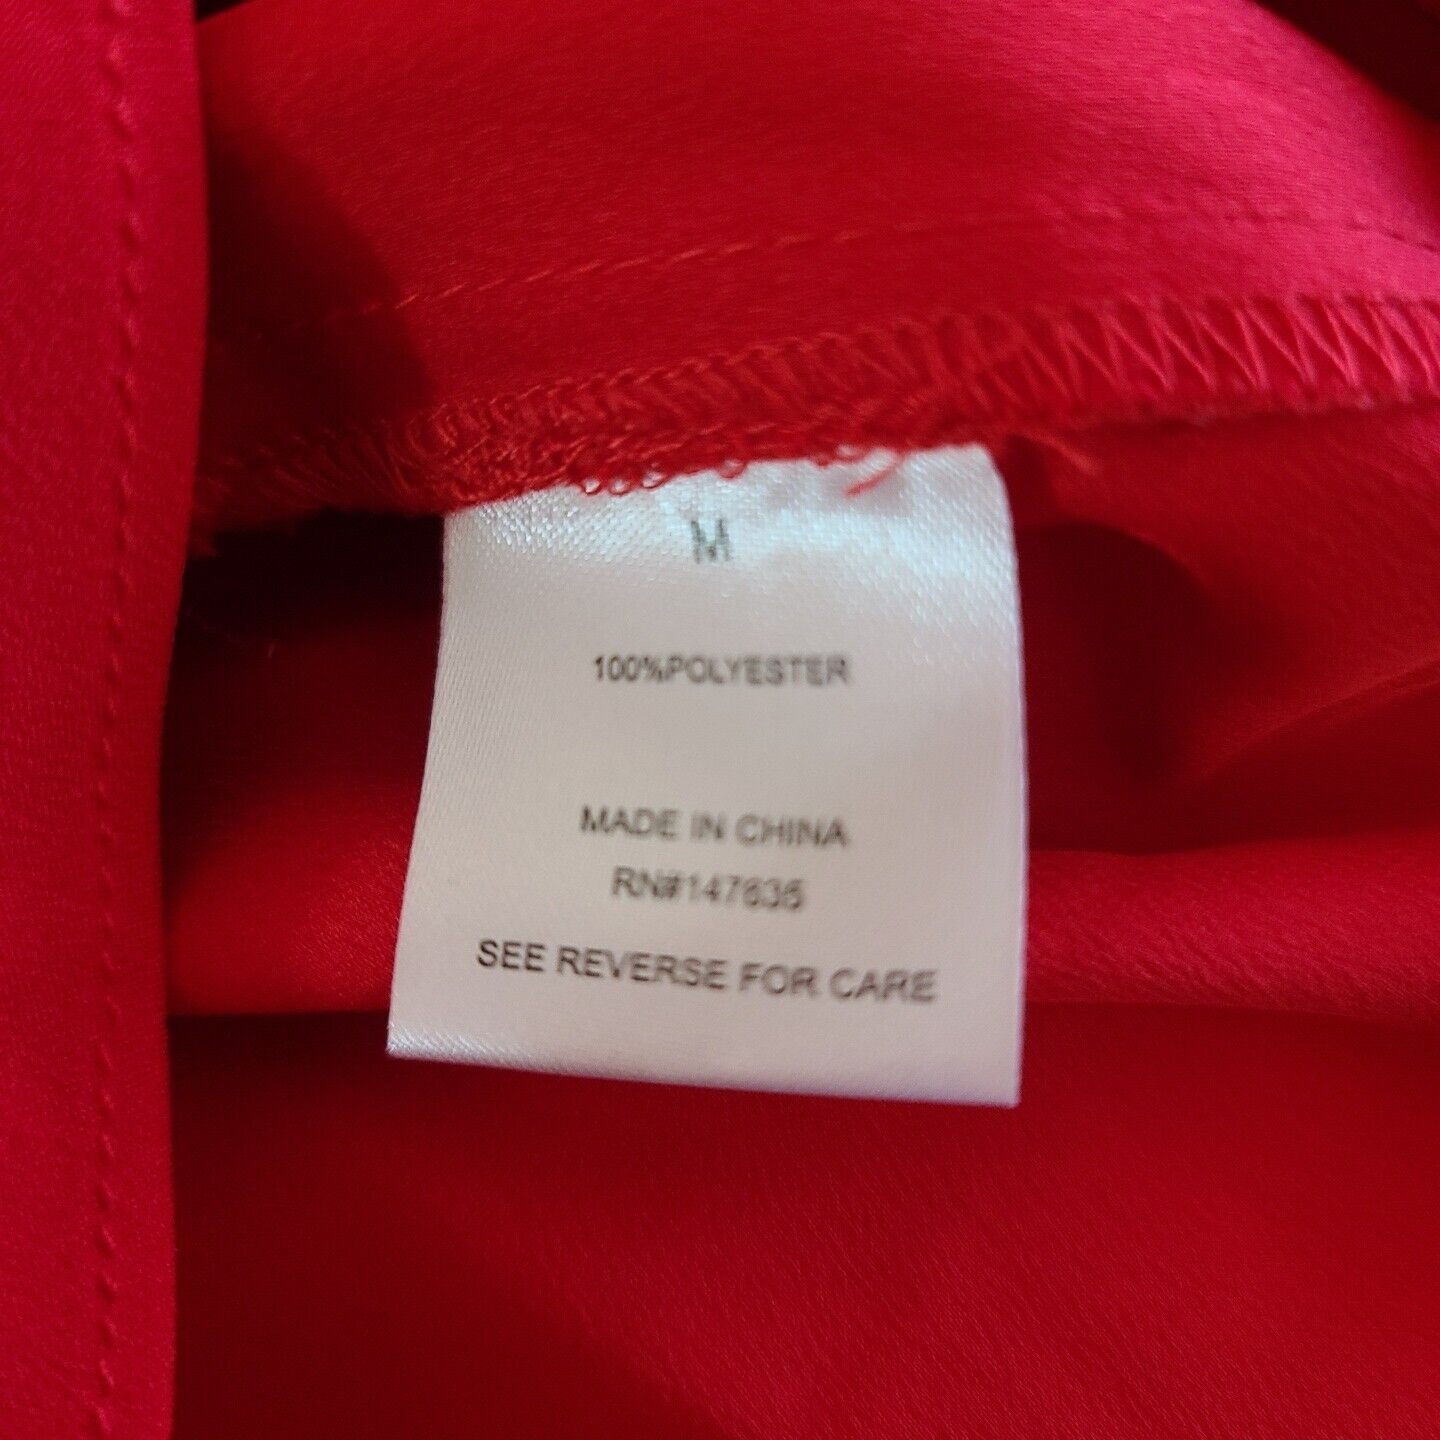 M
100%POLYESTER
MADE IN CHINA
RN#147635
SEE REVERSE FOR CARE